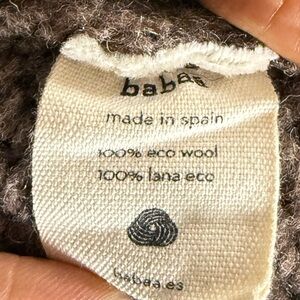 babaa
made in spain
100% eco wool
100% lana eco
babaa.es